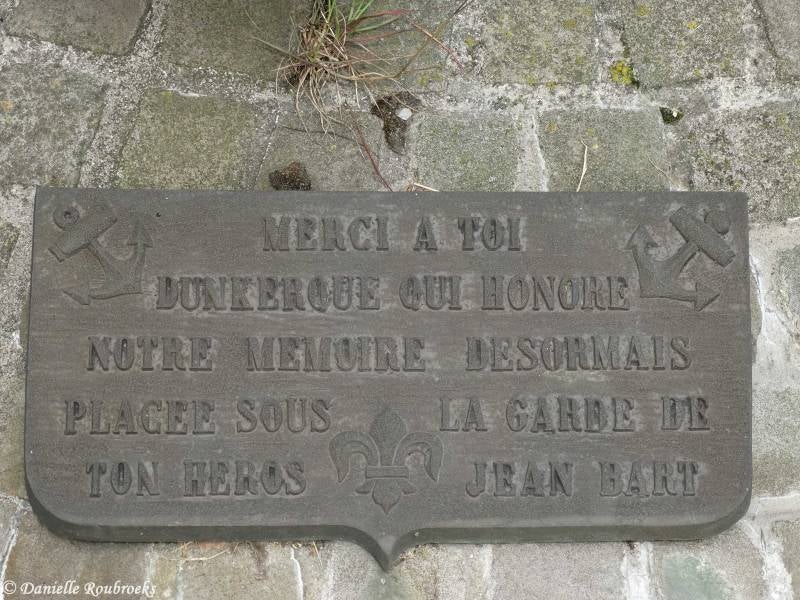 MERCI A TOI
DUNKERQUE QUI HONORE
NOTRE MEMOIRE DESORMAIS
PLACEE SOUS LA GARDE DE
TON HEROS JEAN BART
© Danielle Roubroeks